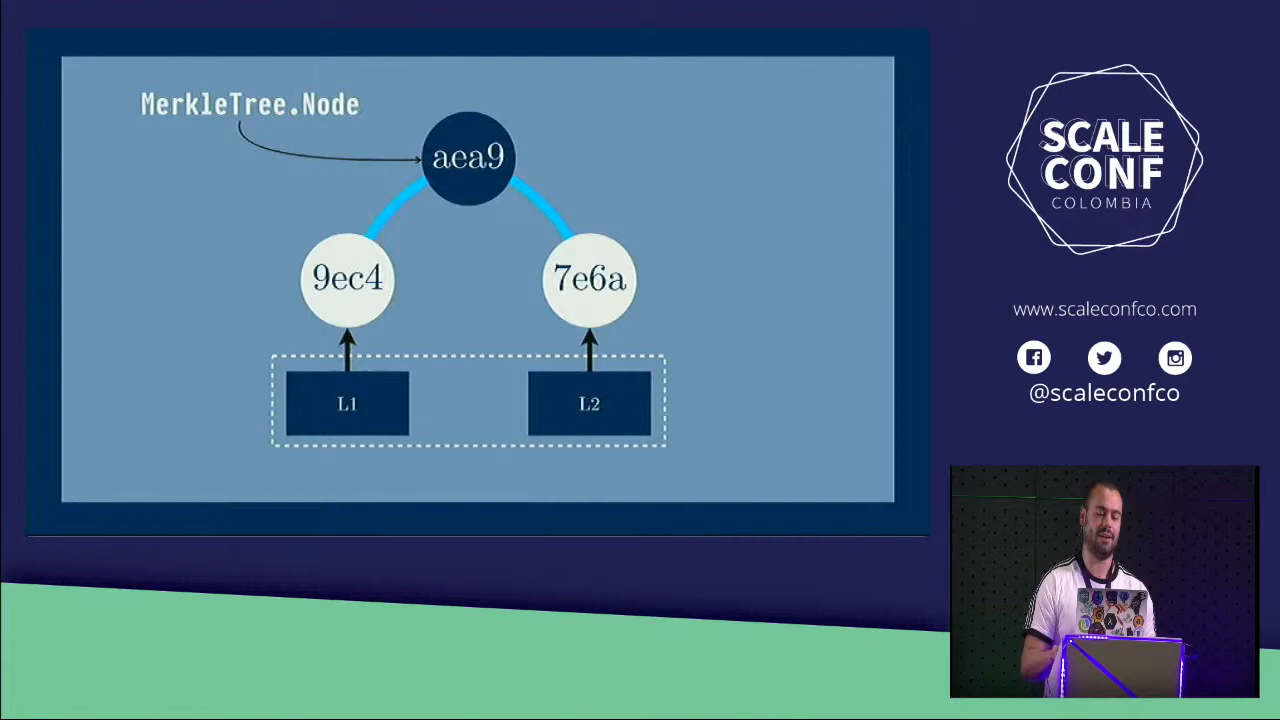 MerkleTree.Node
aea9
9ec4
7e6a
L1
L2
SCALE
CONF
COLOMBIA
www.scaleconfco.com
@scaleconfco